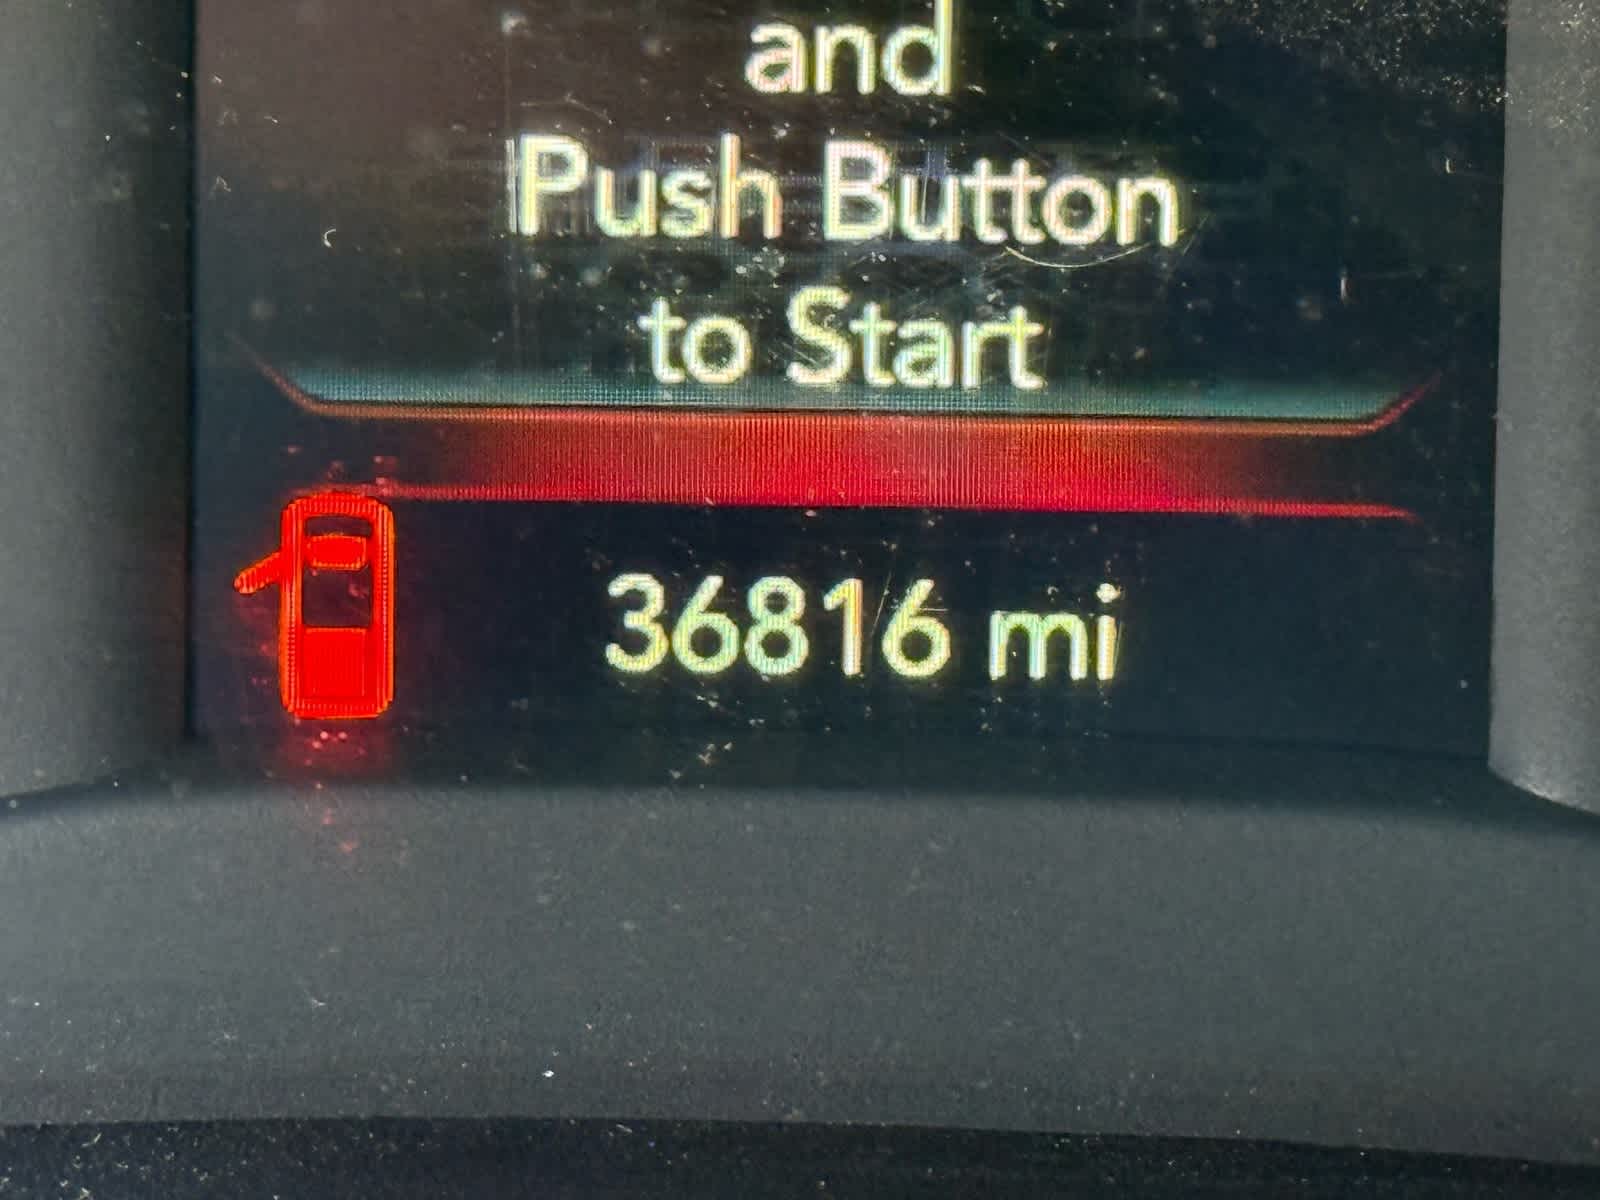 and
Push Button
to Start
36816 mi